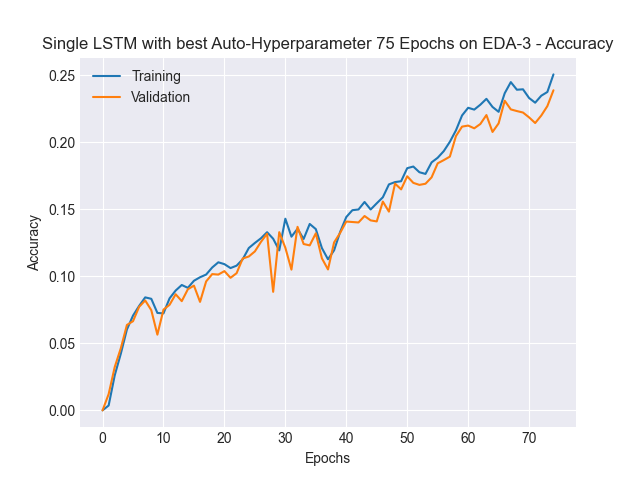 Single LSTM with best Auto-Hyperparameter 75 Epochs on EDA-3 - Accuracy
Training
Validation
0.25
0.20
0.15
0.10
0.05
0.00
Accuracy
0 10 20 30 40 50 60 70
Epochs